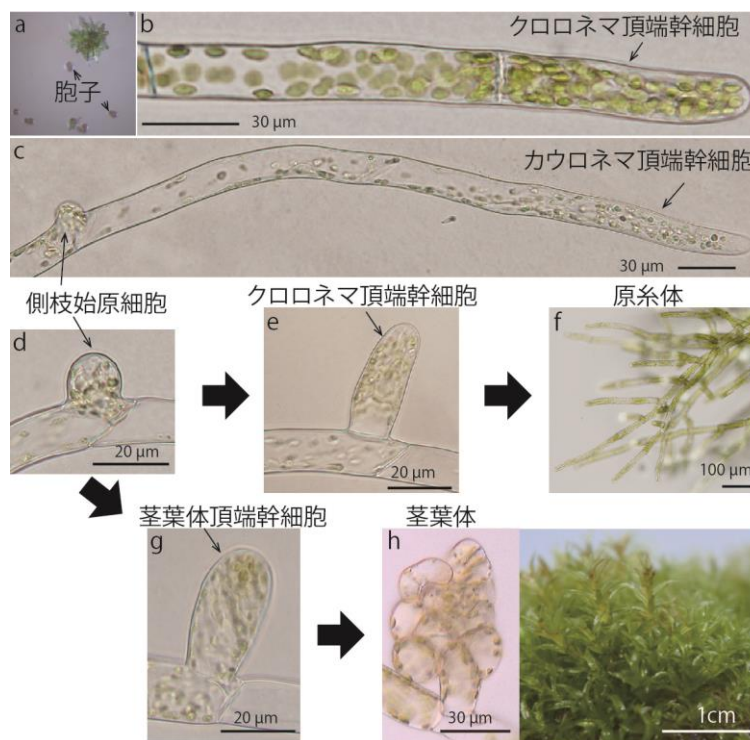 a
胞子
b
クロロネマ頂端幹細胞
30 μm
c
カウロネマ頂端幹細胞
30 μm
側枝始原細胞
クロロネマ頂端幹細胞
原糸体
d
20 μm
e
20 μm
f
100 μm
茎葉体頂端幹細胞
茎葉体
g
20 μm
h
30 μm
1cm